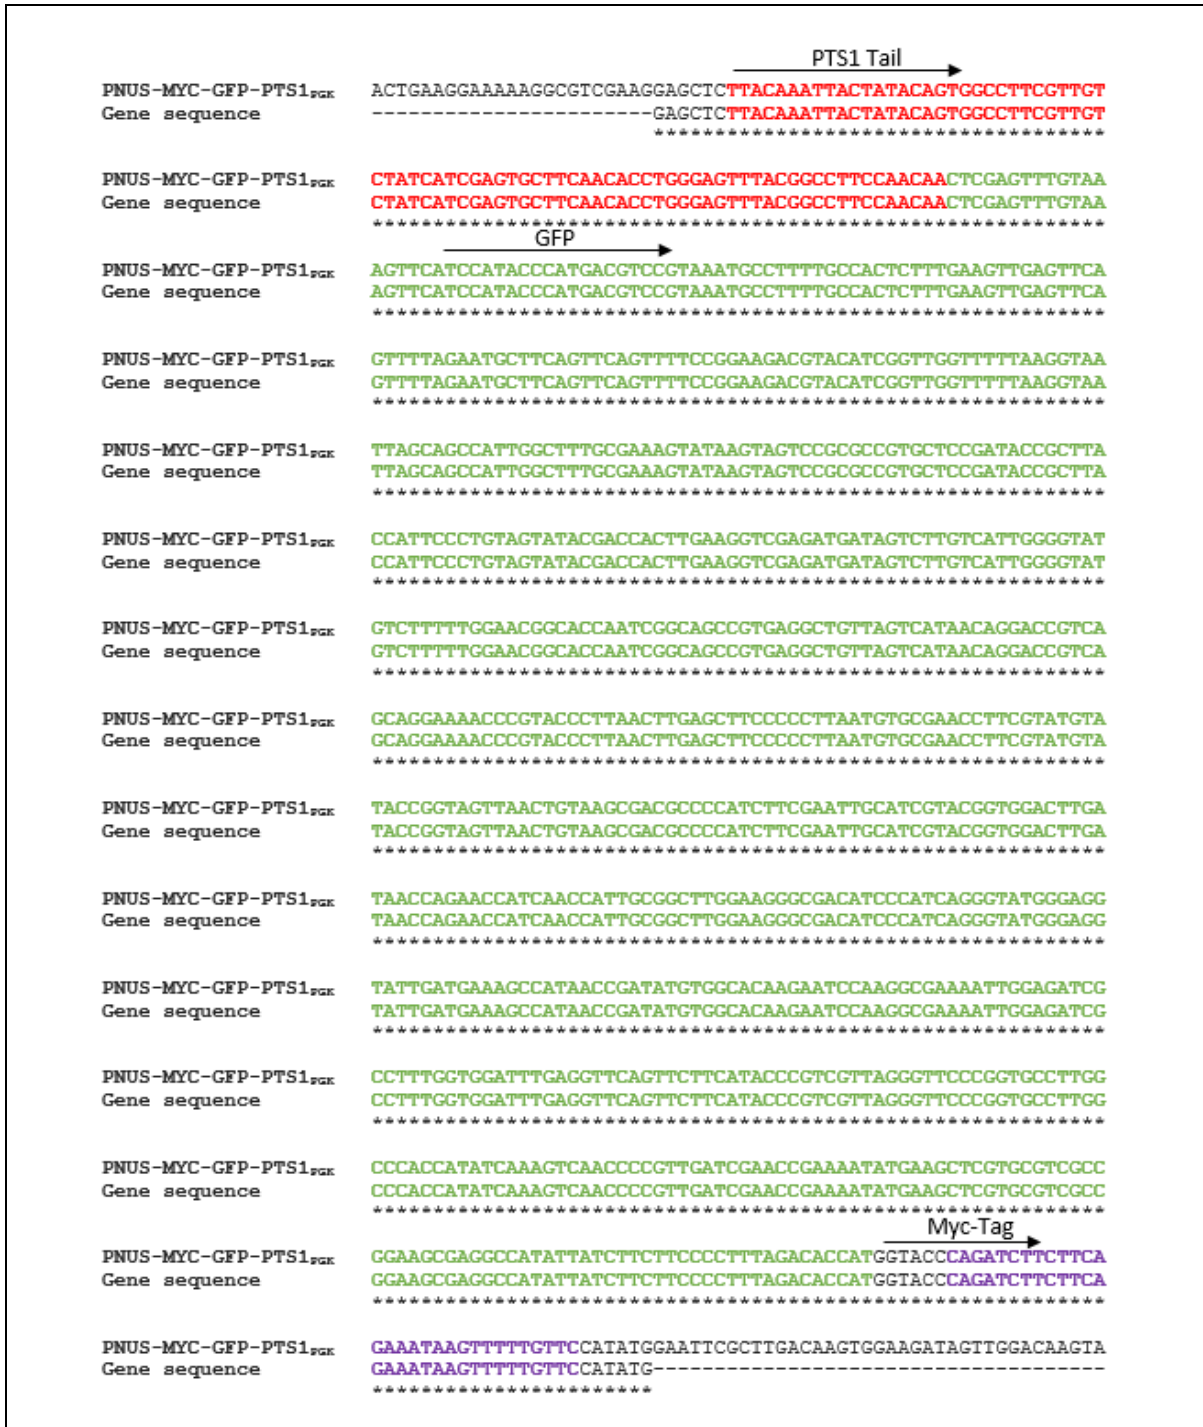 PTS1 Tail
PNUS-MYC-GFP-PTS1PGK ACTGAAGGAAAAAGGCGTCGAAGGAGCTCTTACAAATTACTATACAGTGGCCTTCGTTGT
Gene sequence -----------------------GAGCTCTTACAAATTACTATACAGTGGCCTTCGTTGT
*************************************
PNUS-MYC-GFP-PTS1PGK CTATCATCGAGTGCTTCAACACCTGGGAGTTTACGGCCTTCCAACAACTCGAGTTTGTAA
Gene sequence CTATCATCGAGTGCTTCAACACCTGGGAGTTTACGGCCTTCCAACAACTCGAGTTTGTAA
************************************************************
GFP
PNUS-MYC-GFP-PTS1PGK AGTTCATCCATACCCATGACGTCCGTAAATGCCTTTTGCCACTCTTTGAAGTTGAGTTCA
Gene sequence AGTTCATCCATACCCATGACGTCCGTAAATGCCTTTTGCCACTCTTTGAAGTTGAGTTCA
************************************************************
PNUS-MYC-GFP-PTS1PGK GTTTTAGAATGCTTCAGTTCAGTTTTCCGGAAGACGTACATCGGTTGGTTTTTAAGGTAA
Gene sequence GTTTTAGAATGCTTCAGTTCAGTTTTCCGGAAGACGTACATCGGTTGGTTTTTAAGGTAA
************************************************************
PNUS-MYC-GFP-PTS1PGK TTAGCAGCCATTGGCTTTGCGAAAGTATAAGTAGTCCGCGCCGTGCTCCGATACCGCTTA
Gene sequence TTAGCAGCCATTGGCTTTGCGAAAGTATAAGTAGTCCGCGCCGTGCTCCGATACCGCTTA
************************************************************
PNUS-MYC-GFP-PTS1PGK CCATTCCCTGTAGTATACGACCACTTGAAGGTCGAGATGATAGTCTTGTCATTGGGGTAT
Gene sequence CCATTCCCTGTAGTATACGACCACTTGAAGGTCGAGATGATAGTCTTGTCATTGGGGTAT
************************************************************
PNUS-MYC-GFP-PTS1PGK GTCTTTTTGGAACGGCACCAATCGGCAGCCGTGAGGCTGTTAGTCATAACAGGACCGTCA
Gene sequence GTCTTTTTGGAACGGCACCAATCGGCAGCCGTGAGGCTGTTAGTCATAACAGGACCGTCA
************************************************************
PNUS-MYC-GFP-PTS1PGK GCAGGAAAACCCGTACCCTTAACTTGAGCTTCCCCCTTAATGTGCGAACCTTCGTATGTA
Gene sequence GCAGGAAAACCCGTACCCTTAACTTGAGCTTCCCCCTTAATGTGCGAACCTTCGTATGTA
************************************************************
PNUS-MYC-GFP-PTS1PGK TACCGGTAGTTAACTGTAAGCGACGCCCCATCTTCGAATTGCATCGTACGGTGGACTTGA
Gene sequence TACCGGTAGTTAACTGTAAGCGACGCCCCATCTTCGAATTGCATCGTACGGTGGACTTGA
************************************************************
PNUS-MYC-GFP-PTS1PGK TAACCAGAACCATCAACCATTGCGGCTTGGAAGGGCGACATCCCATCAGGGTATGGGAGG
Gene sequence TAACCAGAACCATCAACCATTGCGGCTTGGAAGGGCGACATCCCATCAGGGTATGGGAGG
************************************************************
PNUS-MYC-GFP-PTS1PGK TATTGATGAAAGCCATAACCGATATGTGGCACAAGAATCCAAGGCGAAAATTGGAGATCG
Gene sequence TATTGATGAAAGCCATAACCGATATGTGGCACAAGAATCCAAGGCGAAAATTGGAGATCG
************************************************************
PNUS-MYC-GFP-PTS1PGK CCTTTGGTGGATTTGAGGTTCAGTTCTTCATACCCGTCGTTAGGGTTCCCGGTGCCTTGG
Gene sequence CCTTTGGTGGATTTGAGGTTCAGTTCTTCATACCCGTCGTTAGGGTTCCCGGTGCCTTGG
************************************************************
PNUS-MYC-GFP-PTS1PGK CCCACCATATCAAAGTCAACCCCGTTGATCGAACCGAAAATATGAAGCTCGTGCGTCGCC
Gene sequence CCCACCATATCAAAGTCAACCCCGTTGATCGAACCGAAAATATGAAGCTCGTGCGTCGCC
************************************************************
Myc-Tag
PNUS-MYC-GFP-PTS1PGK GGAAGCGAGGCCATATTATCTTCTTCCCCTTTAGACACCATGGTACCCAGATCTTCTTCA
Gene sequence GGAAGCGAGGCCATATTATCTTCTTCCCCTTTAGACACCATGGTACCCAGATCTTCTTCA
************************************************************
PNUS-MYC-GFP-PTS1PGK GAAATAAGTTTTTGTTCCATATGGAATTCGCTTGACAAGTGGAAGATAGTTGGACAAGTA
Gene sequence GAAATAAGTTTTTGTTCCATATG-------------------------------------
***********************